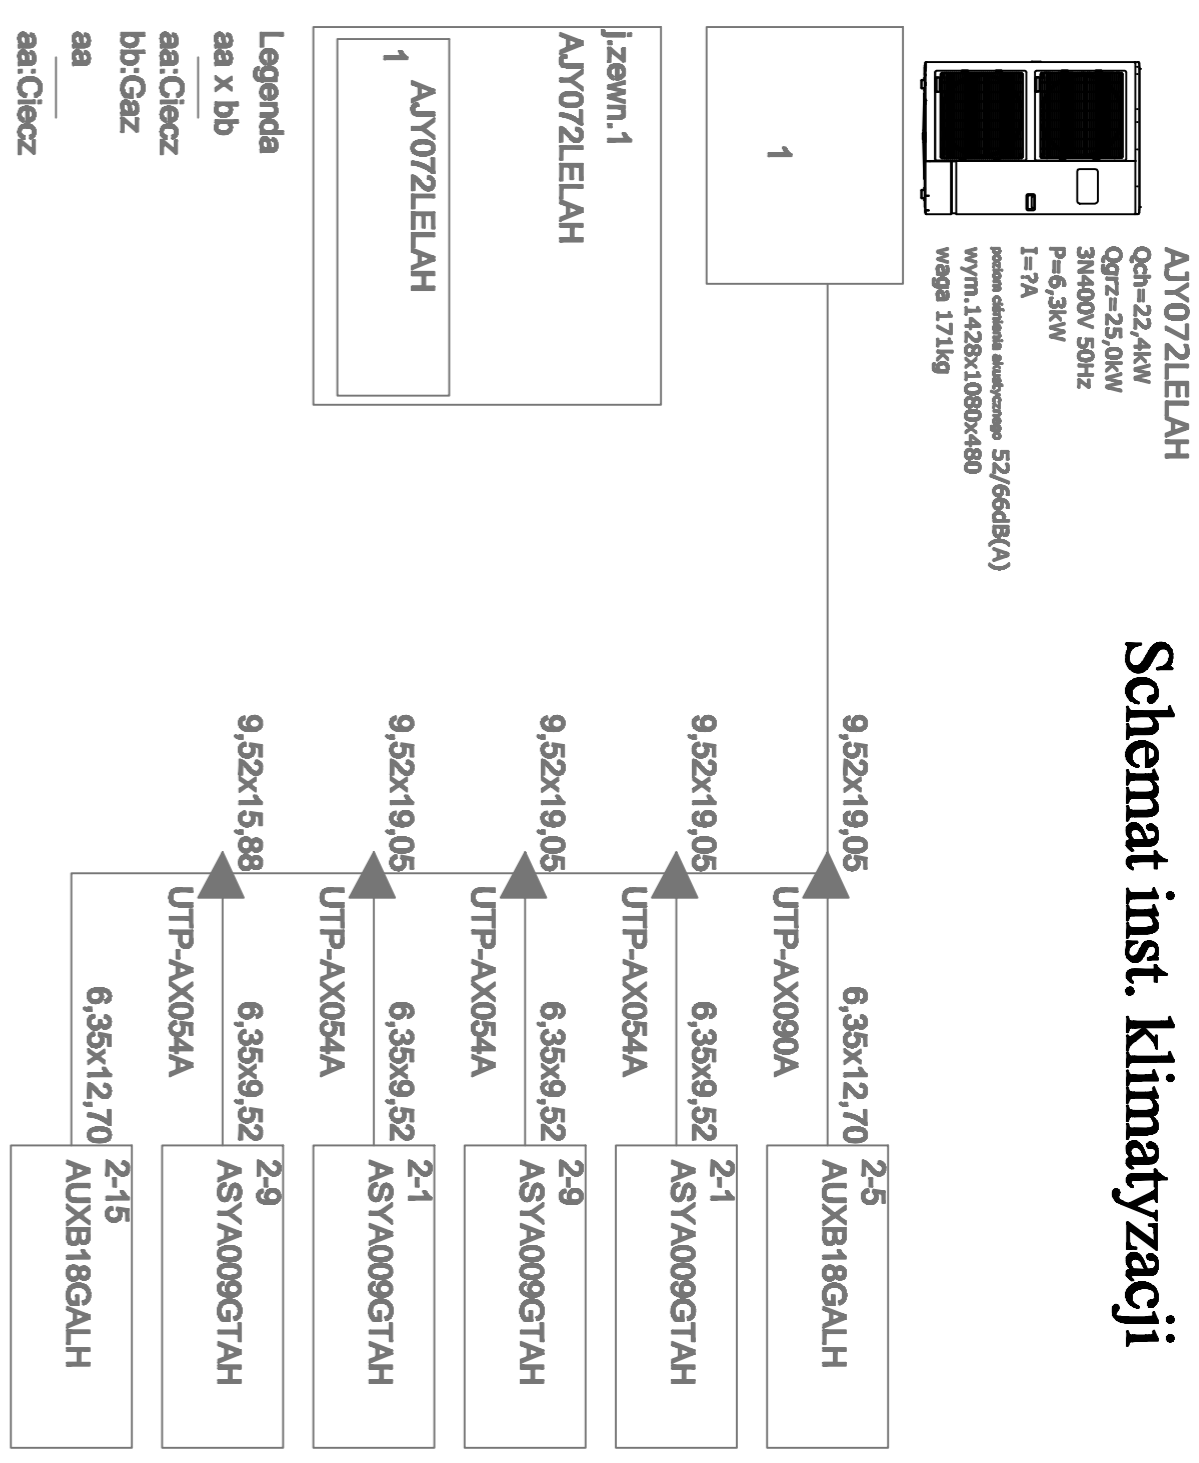 Schemat inst. klimatyzacji
AJY072LELAH
Qch=22,4kW
Qgrz=25,0kW
3N400V 50Hz
P=6,3kW
I=?A
poziom ciśnienia akustycznego 52/66dB(A)
wym.1428x1080x480
waga 171kg
1
9,52x19,05
UTP-AX090A
6,35x12,70
2-5
AUXB18GALH
9,52x19,05
UTP-AX054A
6,35x9,52
2-1
ASYA009GTAH
j.zewn.1
AJY072LELAH
AJY072LELAH
1
9,52x19,05
UTP-AX054A
6,35x9,52
2-9
ASYA009GTAH
9,52x19,05
UTP-AX054A
6,35x9,52
2-1
ASYA009GTAH
9,52x15,88
UTP-AX054A
6,35x9,52
2-9
ASYA009GTAH
6,35x12,70
2-15
AUXB18GALH
Legenda
aa x bb
aa:Ciecz
bb:Gaz
aa
aa:Ciecz